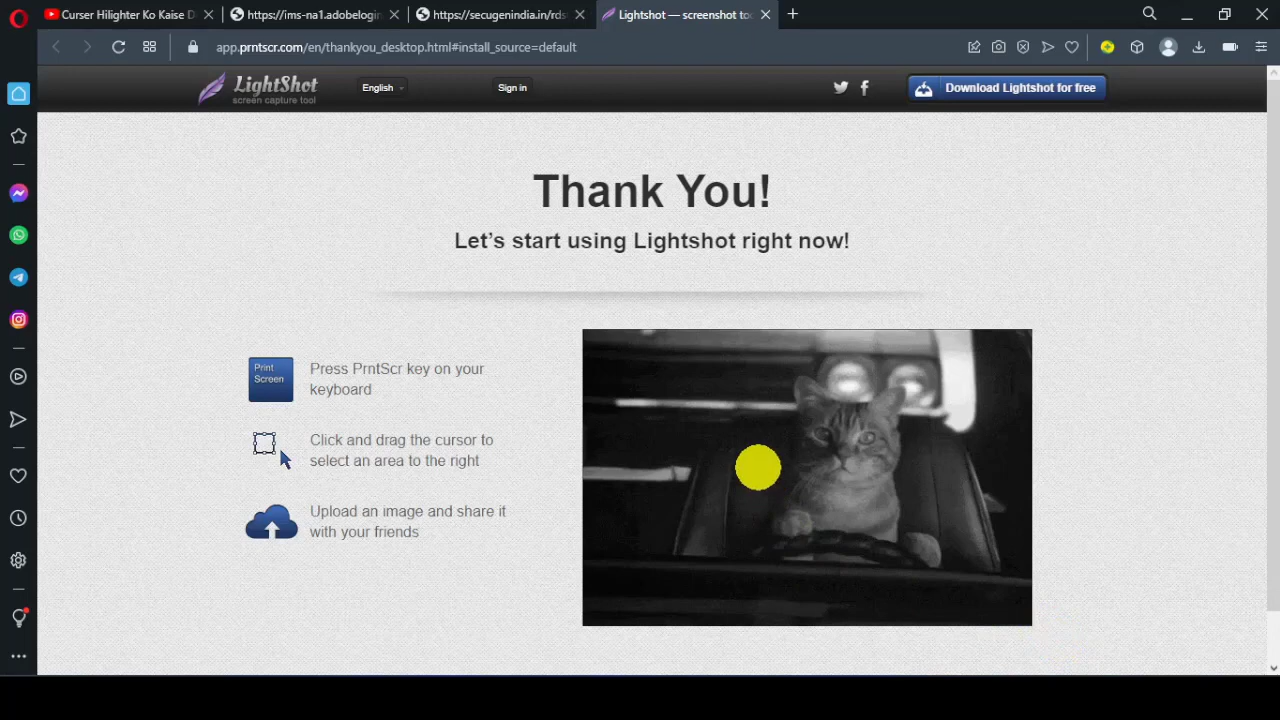 Curser Hilighter Ko Kaise D
https://ims-na1.adobelogin
https://secugenindia.in/rds
Lightshot — screenshot too
app.prntscr.com/en/thankyou_desktop.html#install_source=default
LightShot
screen capture tool
English
Sign in
Download Lightshot for free
Thank You!
Let’s start using Lightshot right now!
Print
Screen
Press PrntScr key on your
keyboard
Click and drag the cursor to
select an area to the right
Upload an image and share it
with your friends